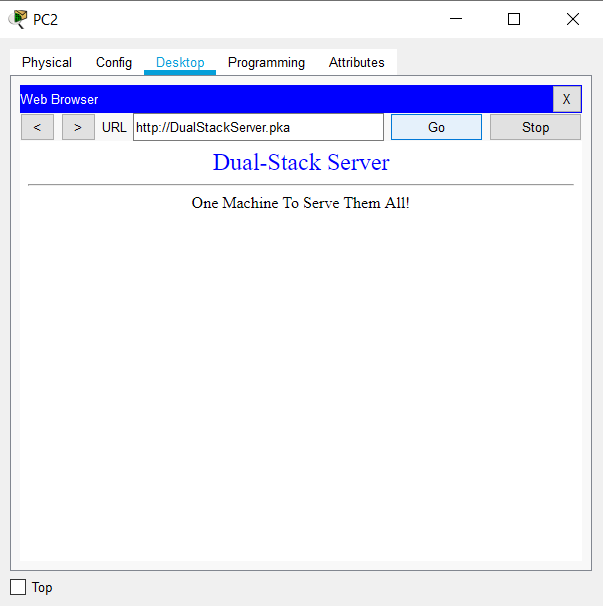 PC2
Physical Config Desktop Programming Attributes
Web Browser X
< > URL http://DualStackServer.pka Go Stop
Dual-Stack Server
One Machine To Serve Them All!
Top